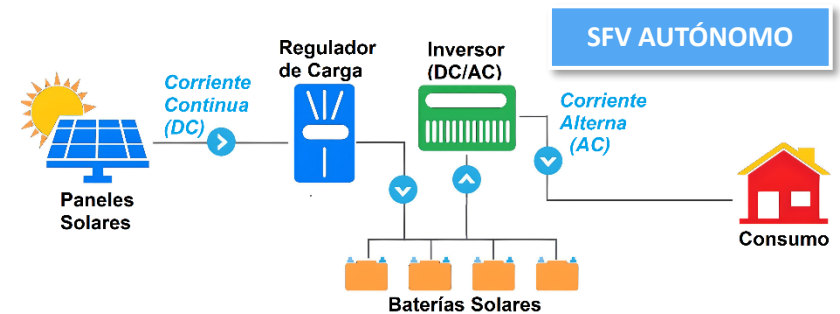 SFV AUTÓNOMO
Regulador
de Carga
Inversor
(DC/AC)
Corriente
Continua
(DC)
Corriente
Alterna
(AC)
Paneles
Solares
Consumo
Baterías Solares